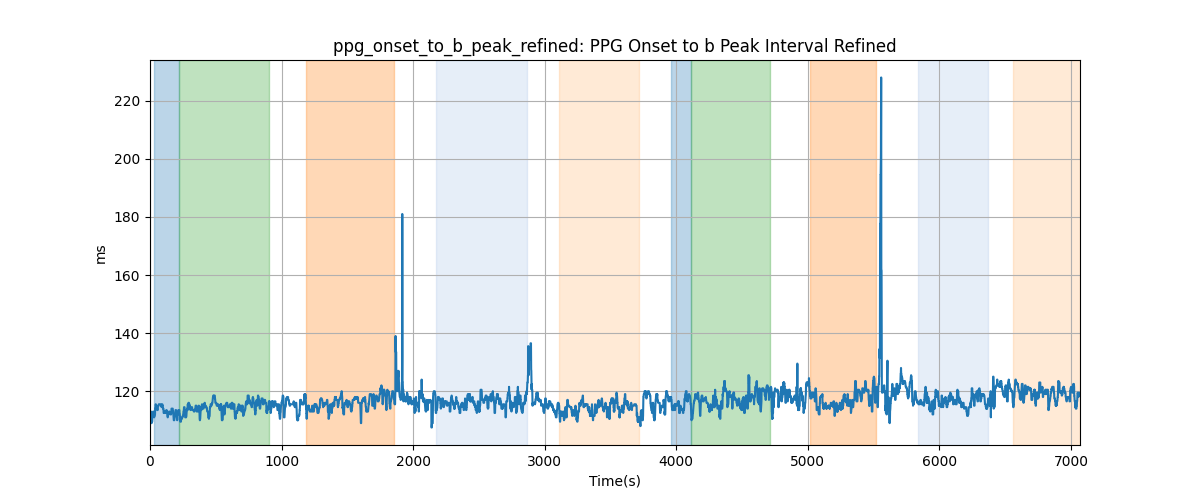 ppg_onset_to_b_peak_refined: PPG Onset to b Peak Interval Refined
220
200
180
160
140
120
ms
0 1000 2000 3000 4000 5000 6000 7000
Time(s)